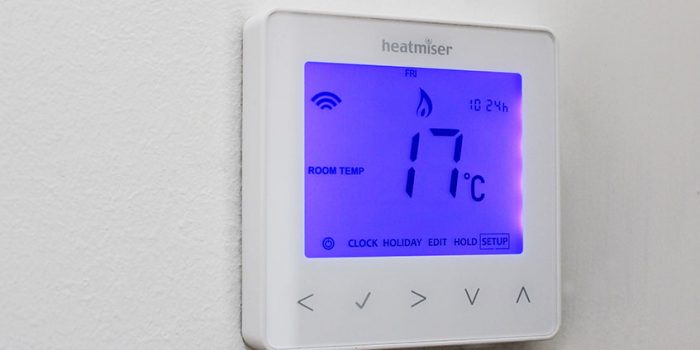 heatmiser
FRI
10 24h
ROOM TEMP
17°C
CLOCK HOLIDAY EDIT HOLD SETUP